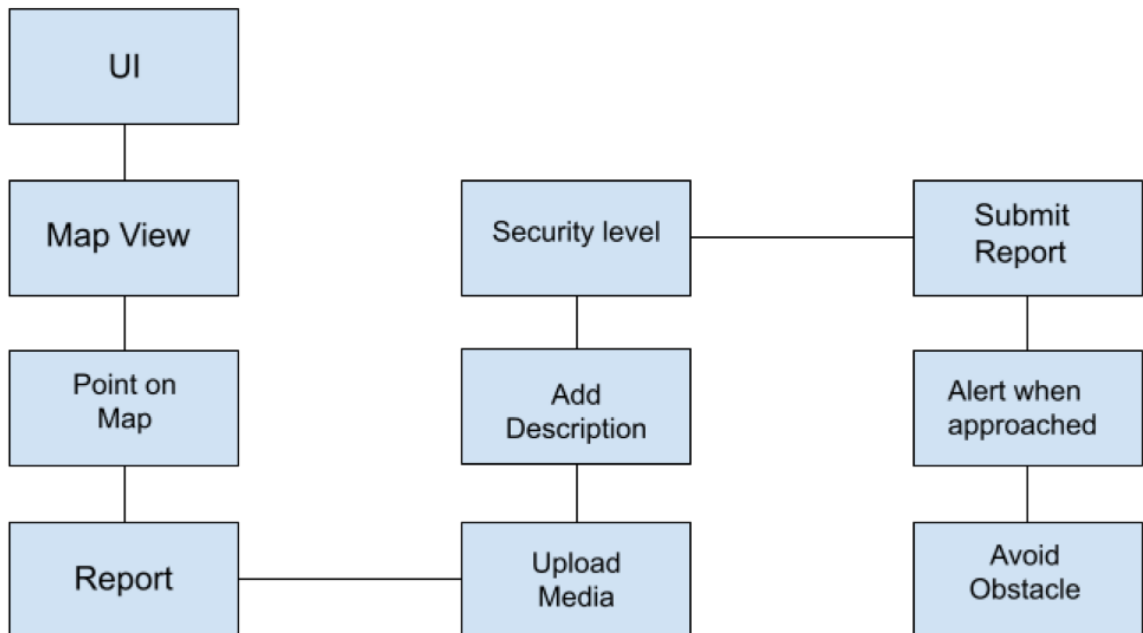 UI
Map View
Point on
Map
Report
Security level
Add
Description
Upload
Media
Submit
Report
Alert when
approached
Avoid
Obstacle